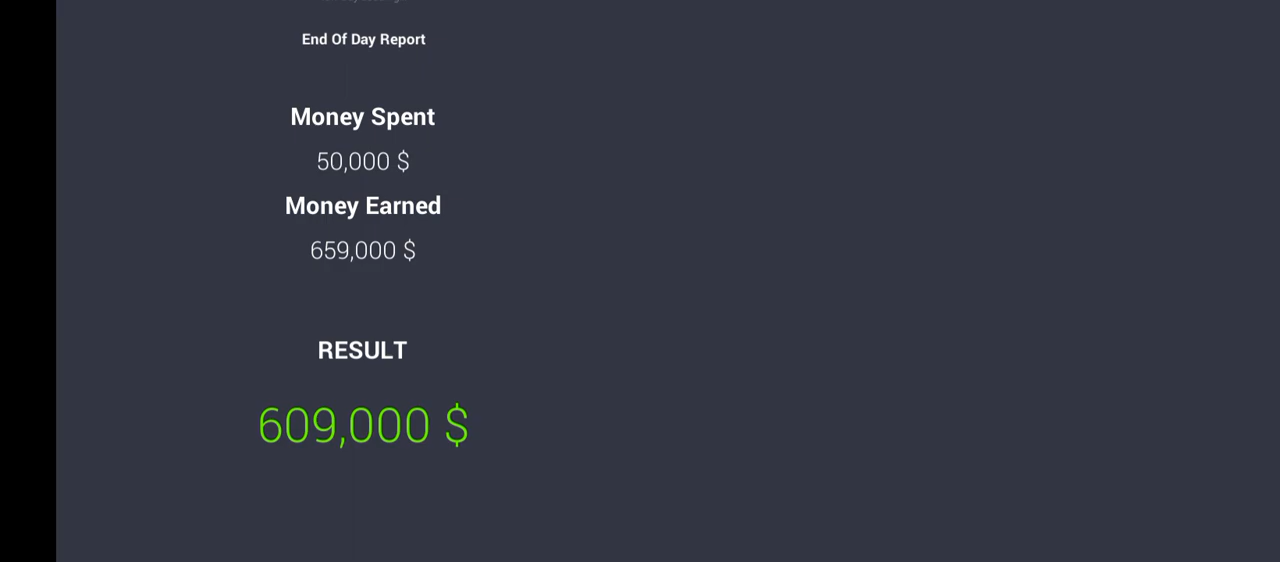 End Of Day Report
Money Spent
50,000 $
Money Earned
659,000 $
RESULT
609,000 $